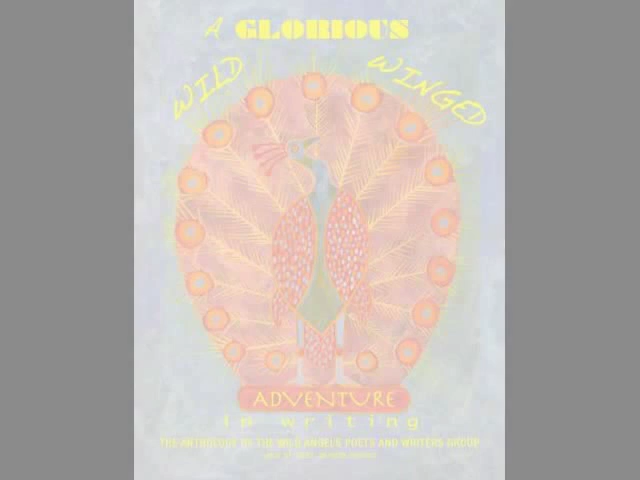 A GLORIOUS
WILD WINGED
ADVENTURE
in writing
THE ANTHOLOGY OF THE WILD ANGELS POETS AND WRITERS GROUP